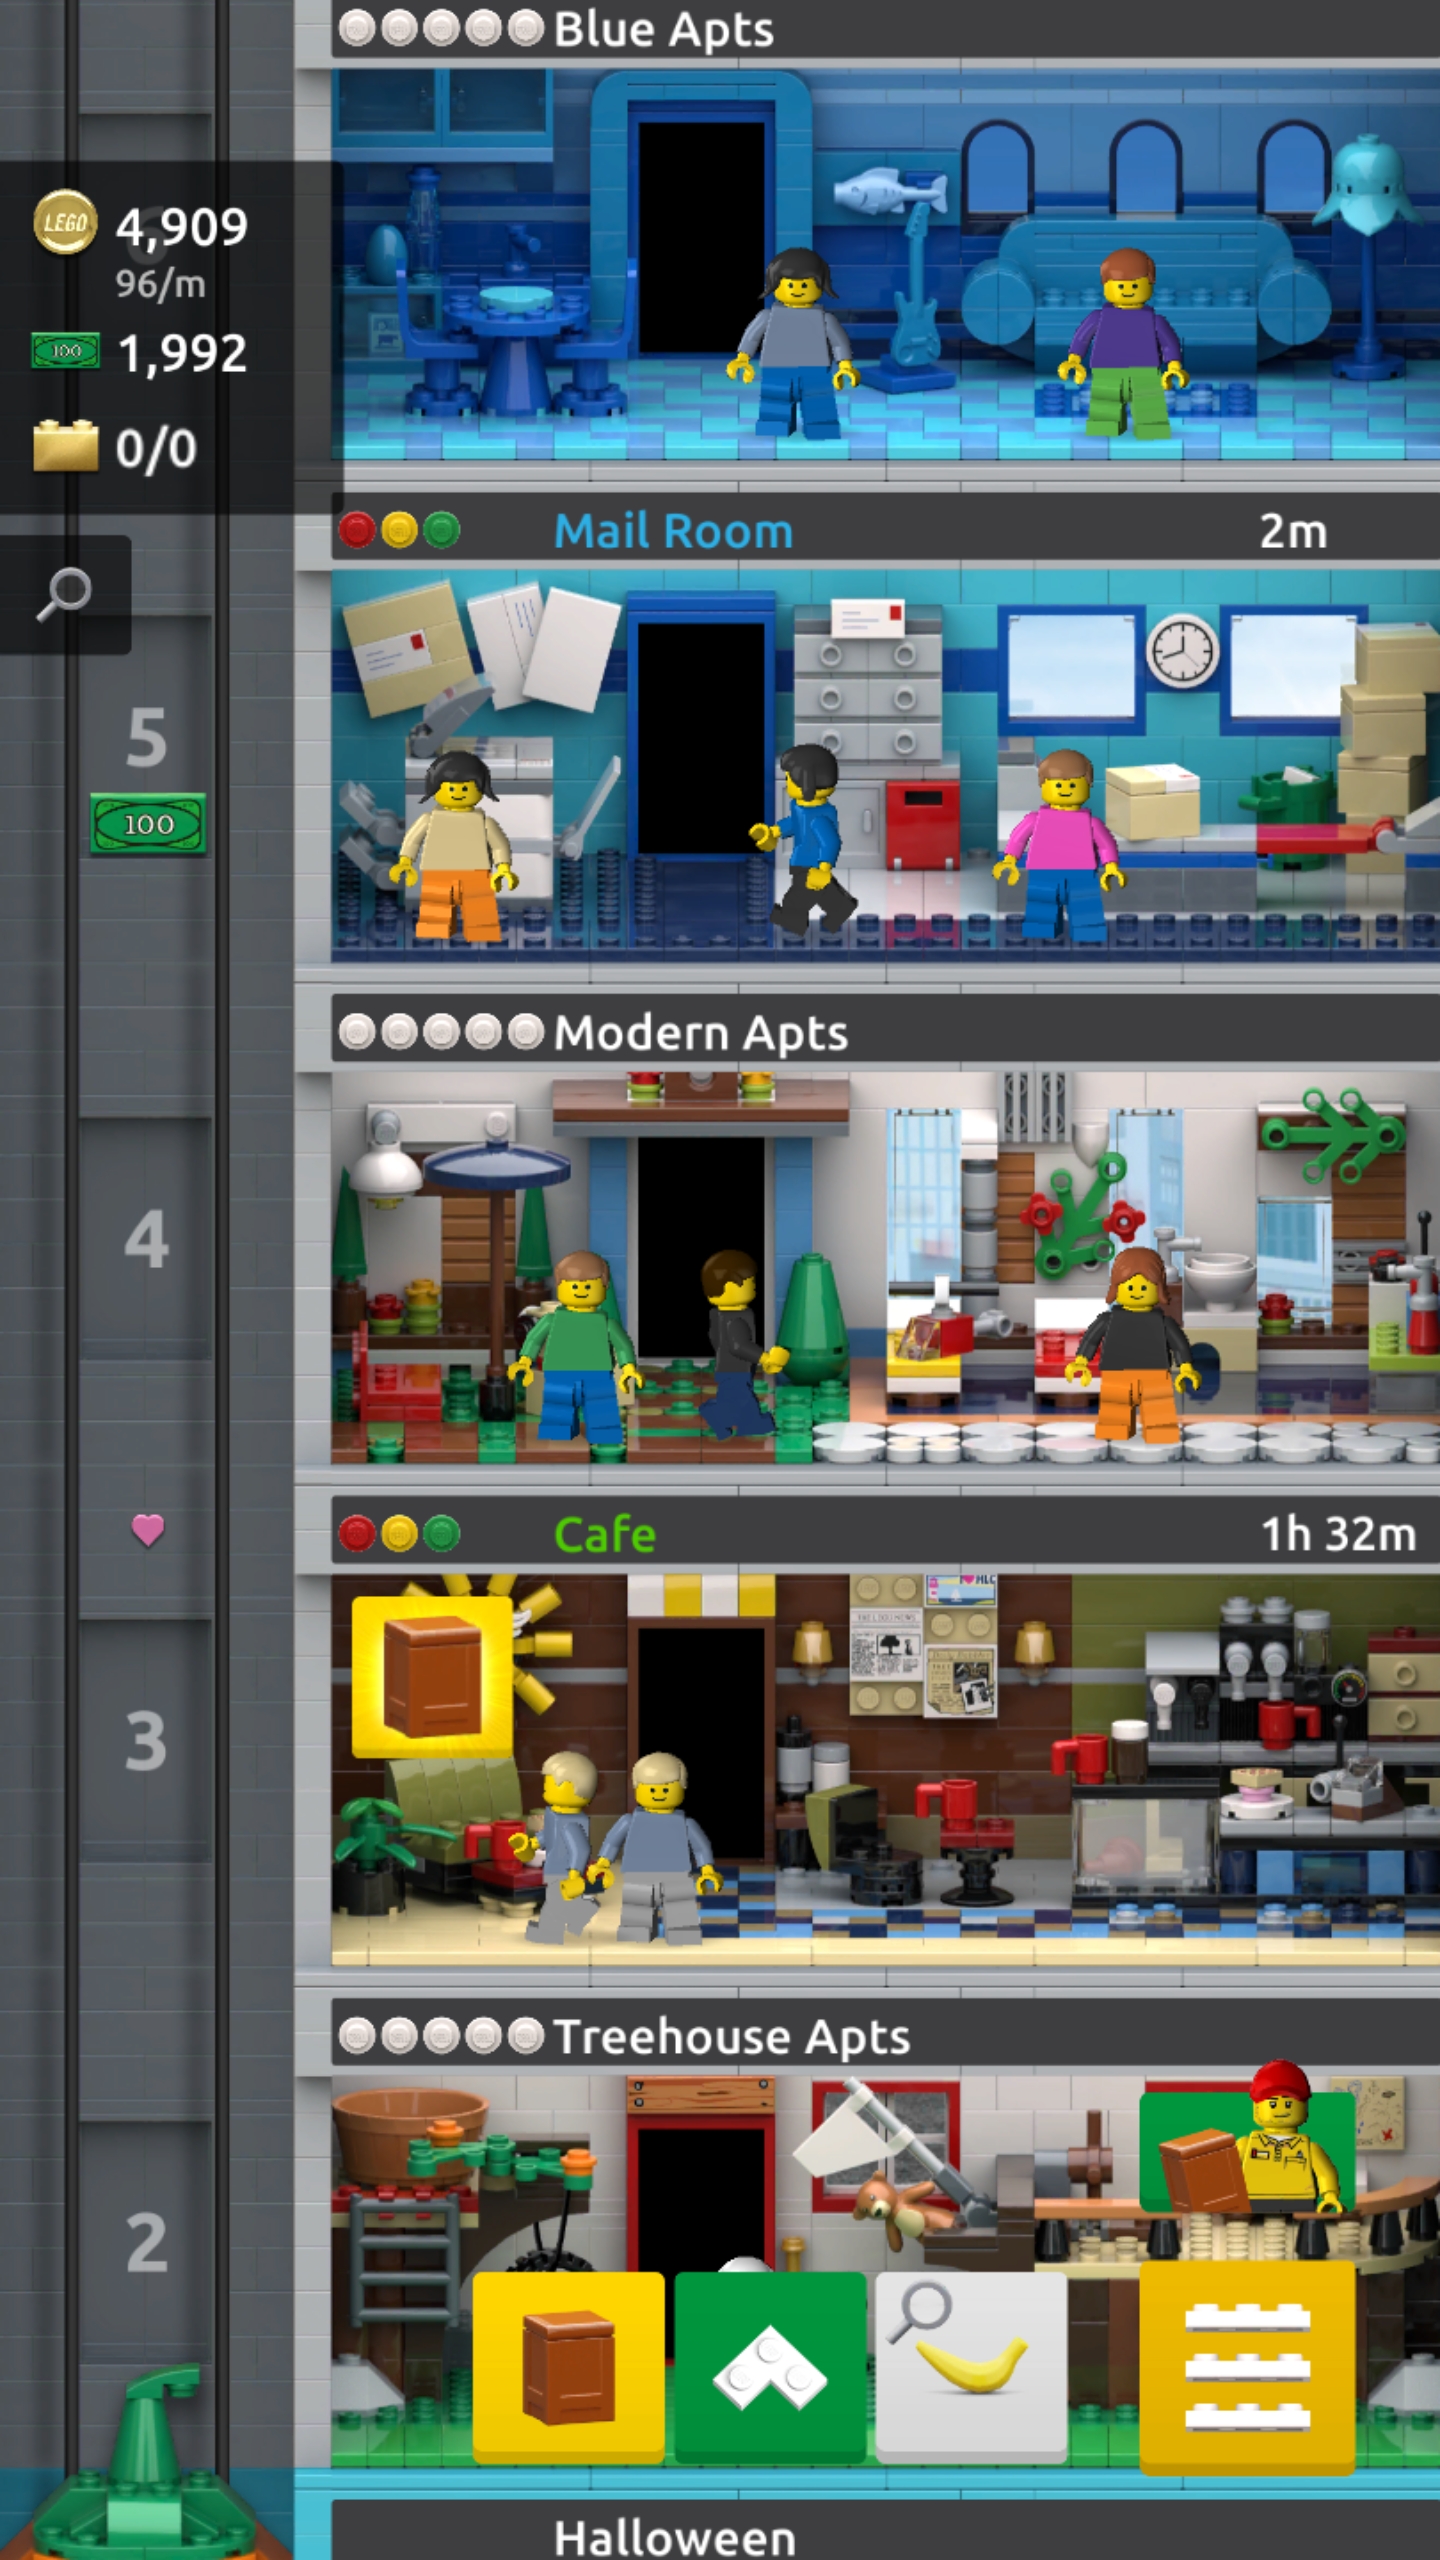 Blue Apts
LEGO 4,909
96/m
100 1,992
0/0
Mail Room 2m
5
100
Modern Apts
4
Cafe 1h 32m
3
Treehouse Apts
2
Halloween